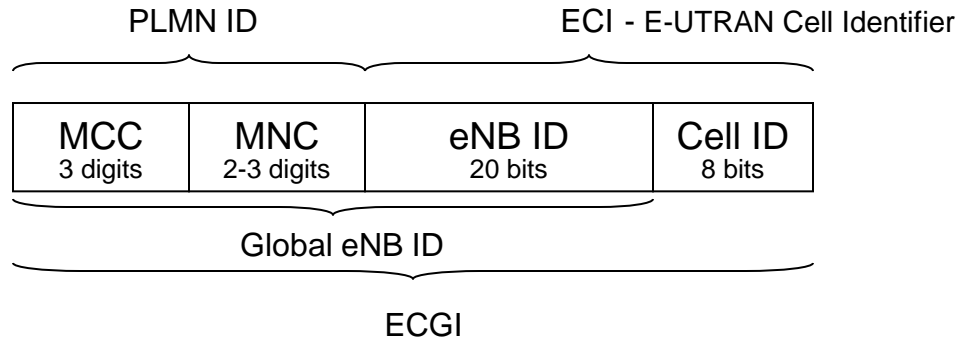 PLMN ID
ECI - E-UTRAN Cell Identifier
MCC
3 digits
MNC
2-3 digits
eNB ID
20 bits
Cell ID
8 bits
Global eNB ID
ECGI